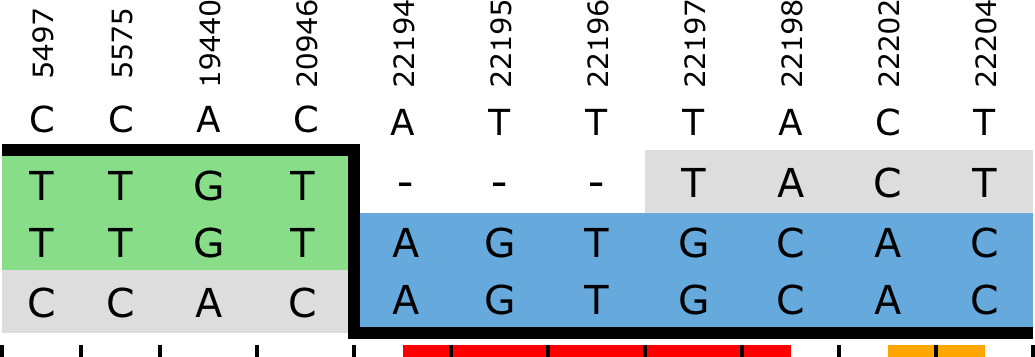 5497 5575 19440 20946 22194 22195 22196 22197 22198 22202 22204
C C A C A T T T A C T
T T G T - - - T A C T
T T G T A G T G C A C
C C A C A G T G C A C